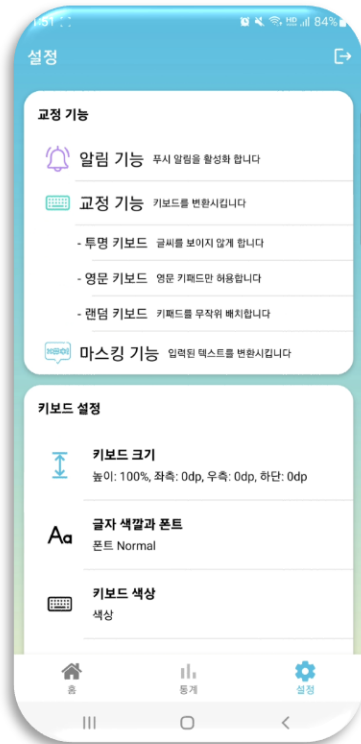 1:51
84%
설정
교정 기능
알림 기능 푸시 알림을 활성화 합니다
교정 기능 키보드를 변환시킵니다
- 투명 키보드 글씨를 보이지 않게 합니다
- 영문 키보드 영문 키패드만 허용합니다
- 랜덤 키보드 키패드를 무작위 배치합니다
마스킹 기능 입력된 텍스트를 변환시킵니다
키보드 설정
키보드 크기
높이: 100%, 좌측: 0dp, 우측: 0dp, 하단: 0dp
Aa
글자 색깔과 폰트
폰트 Normal
키보드 색상
색상
홈
통계
설정